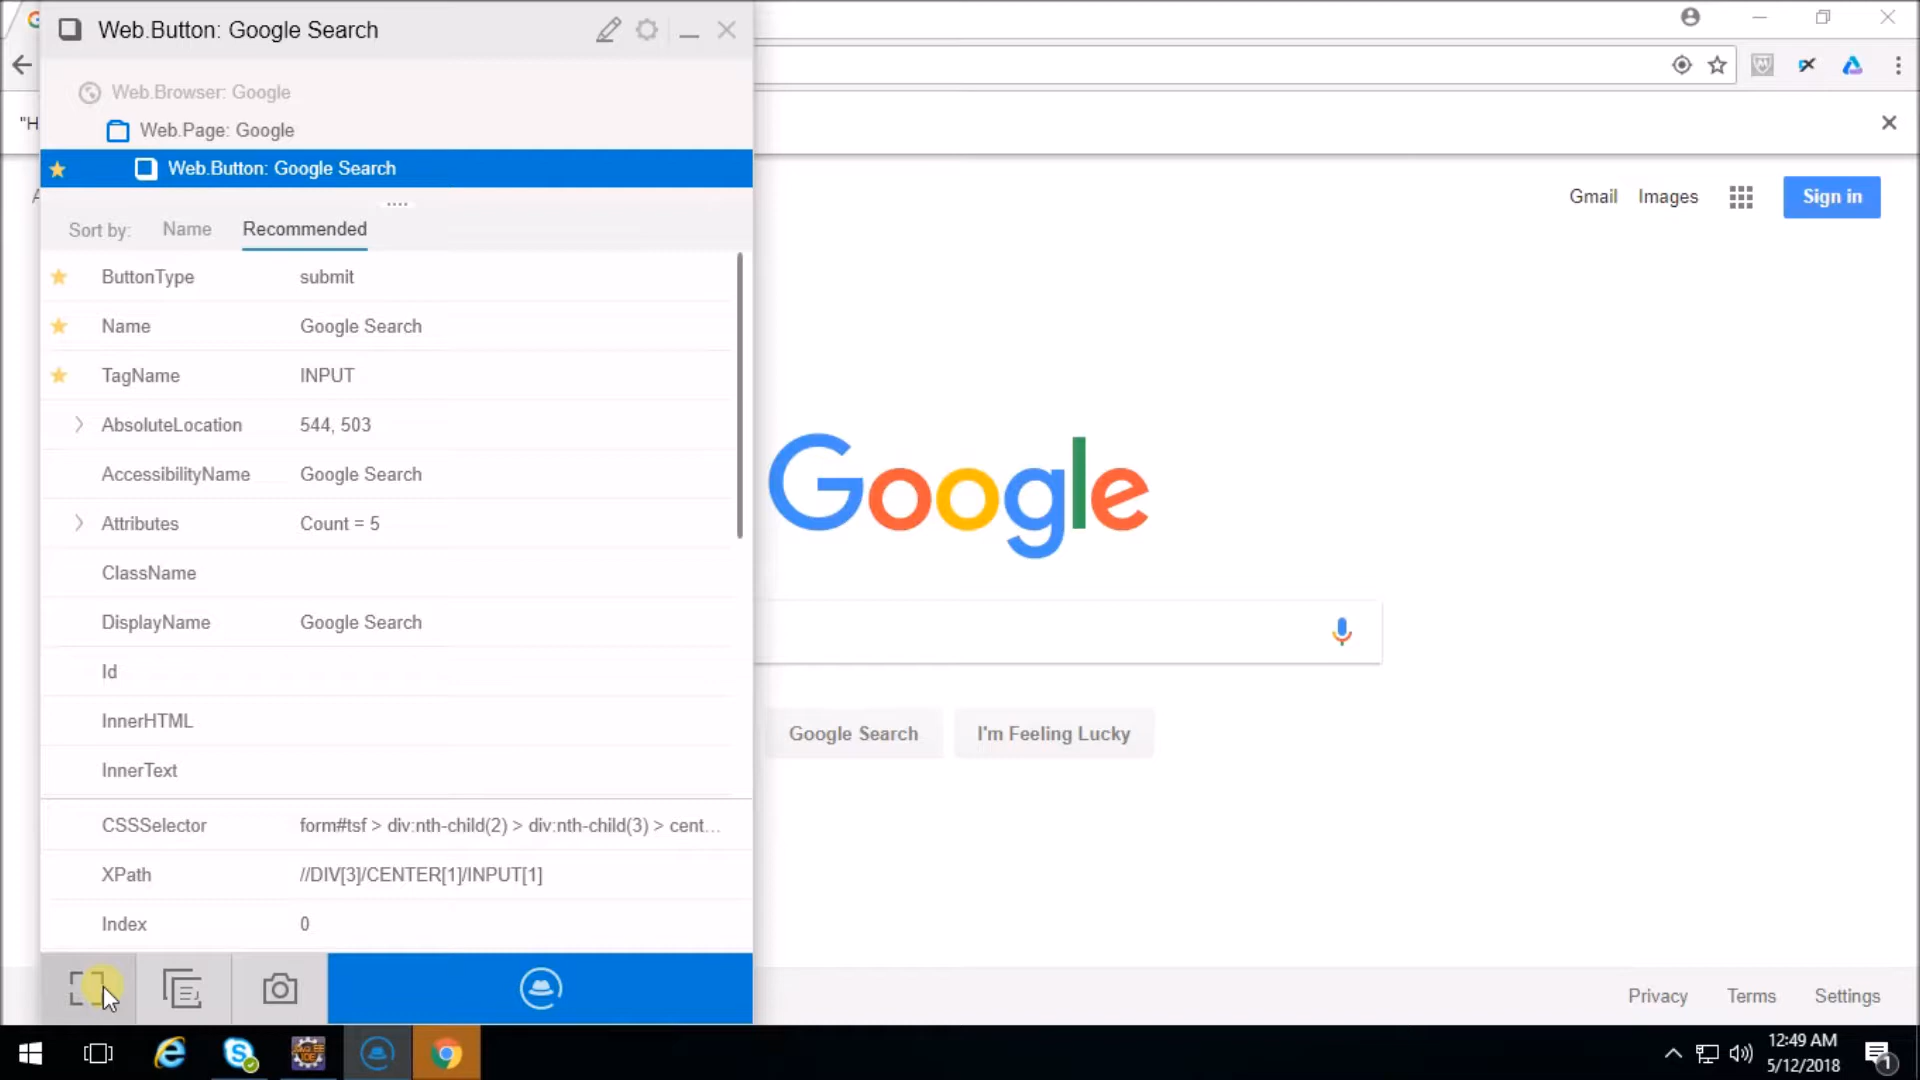 Web.Button: Google Search
Web.Browser: Google
Web.Page: Google
Web.Button: Google Search
Sort by: Name Recommended
ButtonType submit
Name Google Search
TagName INPUT
AbsoluteLocation 544, 503
AccessibilityName Google Search
Attributes Count = 5
ClassName
DisplayName Google Search
Id
InnerHTML
InnerText
CSSSelector form#tsf > div:nth-child(2) > div:nth-child(3) > cent...
XPath //DIV[3]/CENTER[1]/INPUT[1]
Index 0
"H
Gmail Images Sign in
Google
Google Search I'm Feeling Lucky
Privacy Terms Settings
12:49 AM
5/12/2018
1